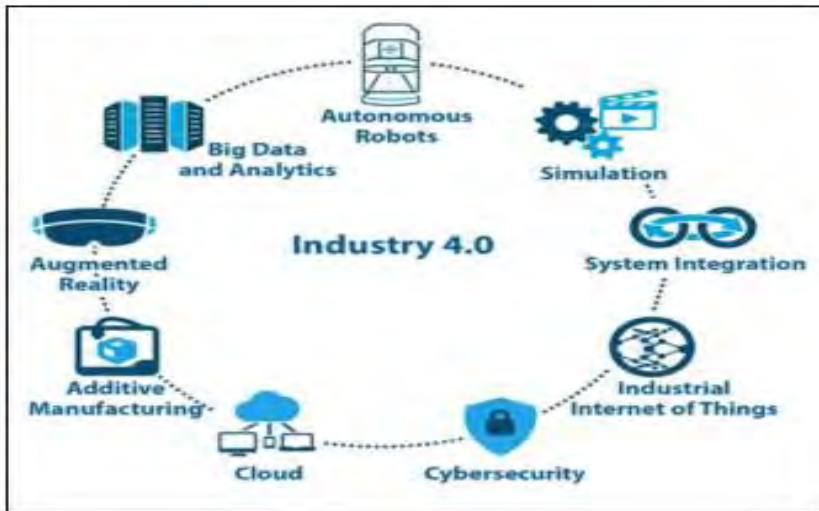 Autonomous
Robots
Big Data
and Analytics
Simulation
Industry 4.0
Augmented
Reality
System Integration
Additive
Manufacturing
Industrial
Internet of Things
Cloud
Cybersecurity